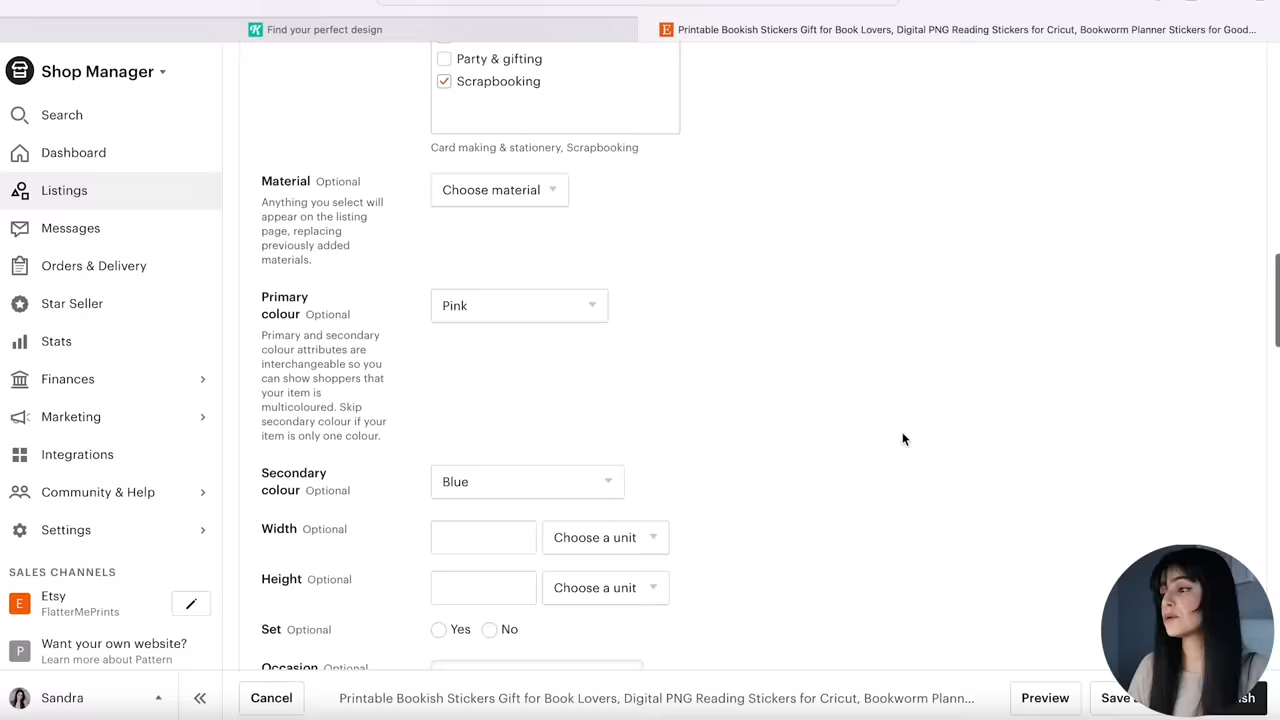 Find your perfect design
Printable Bookish Stickers Gift for Book Lovers, Digital PNG Reading Stickers for Cricut, Bookworm Planner Stickers for Good...
Shop Manager
Search
Dashboard
Listings
Messages
Orders & Delivery
Star Seller
Stats
Finances
Marketing
Integrations
Community & Help
Settings
SALES CHANNELS
E
Etsy
FlatterMePrints
P
Want your own website?
Learn more about Pattern
Sandra
Party & gifting
Scrapbooking
Card making & stationery, Scrapbooking
Material Optional
Choose material
Anything you select will
appear on the listing
page, replacing
previously added
materials.
Primary
colour Optional
Pink
Primary and secondary
colour attributes are
interchangeable so you
can show shoppers that
your item is
multicoloured. Skip
secondary colour if your
item is only one colour.
Secondary
colour Optional
Blue
Width Optional
Choose a unit
Height Optional
Choose a unit
Set Optional
Yes No
Occasion Optional
Cancel
Printable Bookish Stickers Gift for Book Lovers, Digital PNG Reading Stickers for Cricut, Bookworm Plann...
Preview